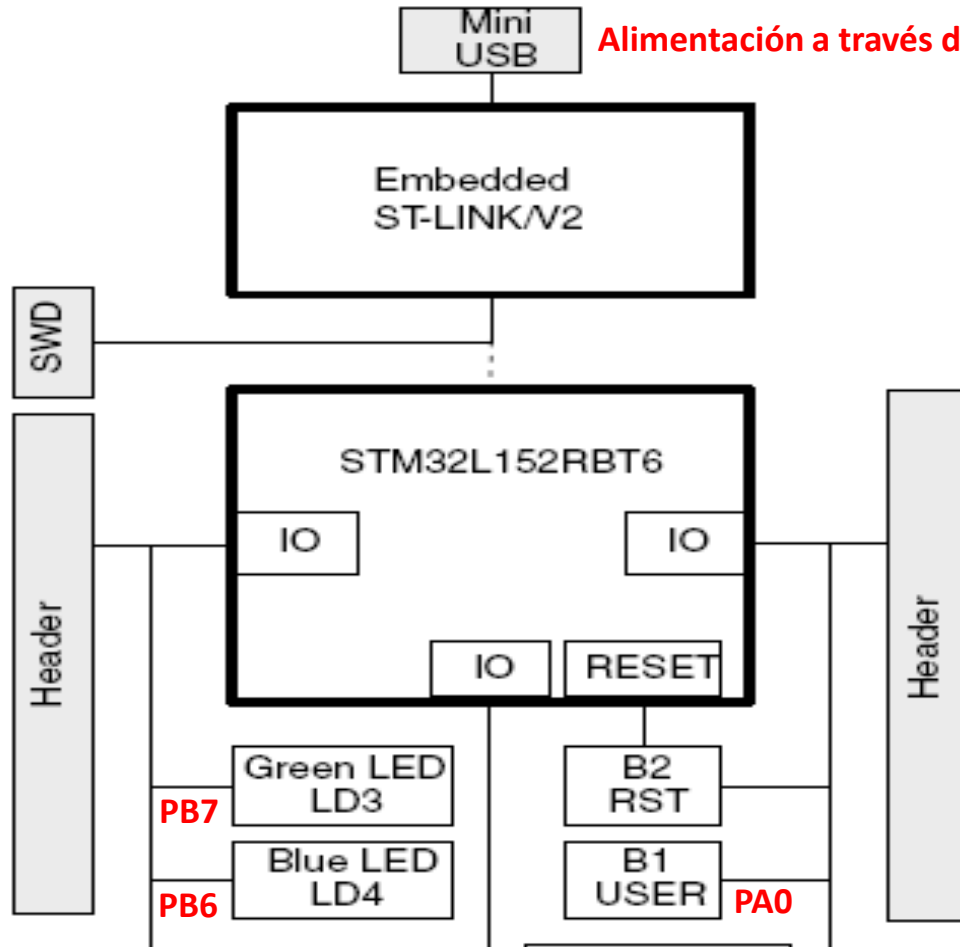 Mini
USB
Alimentación a través d
Embedded
ST-LINK/V2
SWD
STM32L152RBT6
IO
IO
Header
Header
IO
RESET
Green LED
LD3
PB7
B2
RST
Blue LED
LD4
PB6
B1
USER
PA0